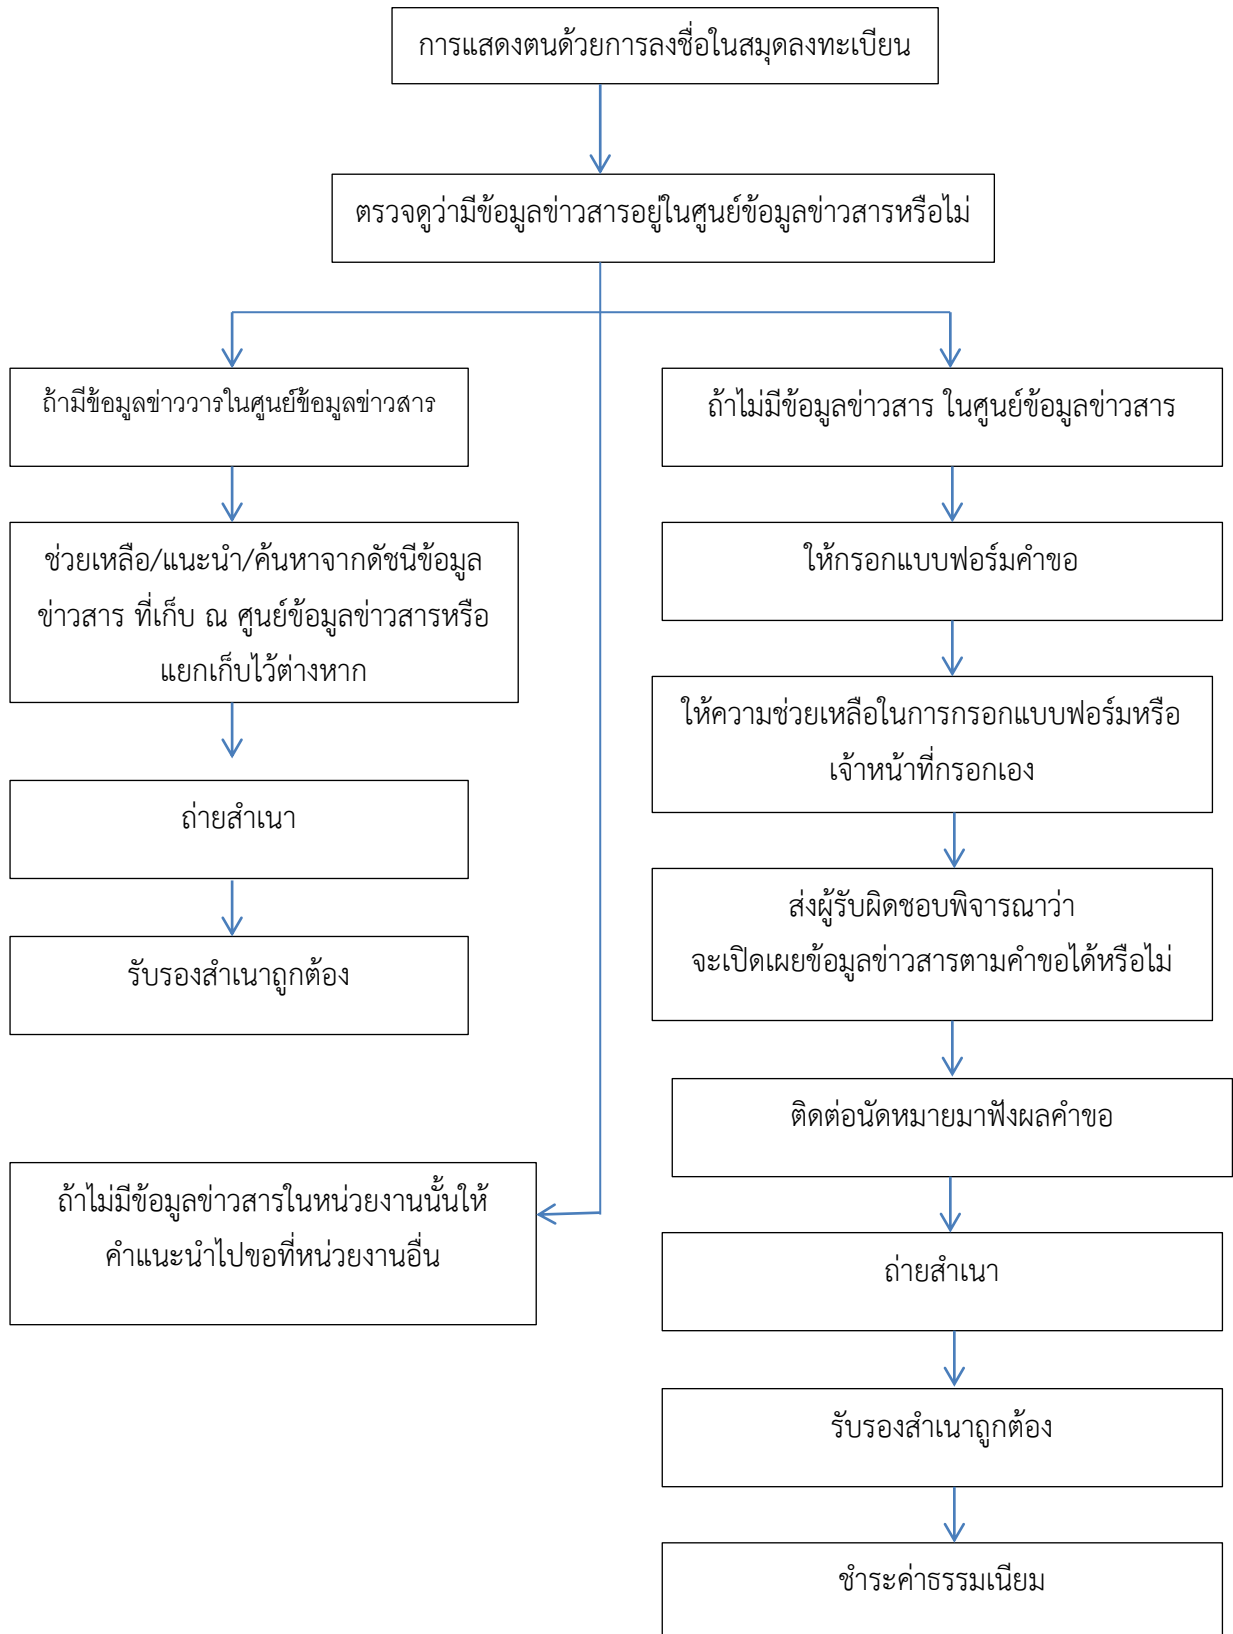 การแสดงตนด้วยการลงชื่อในสมุดลงทะเบียน
ตรวจดูว่ามีข้อมูลข่าวสารอยู่ในศูนย์ข้อมูลข่าวสารหรือไม่
ถ้ามีข้อมูลข่าววารในศูนย์ข้อมูลข่าวสาร
ช่วยเหลือ/แนะนำ/ค้นหาจากดัชนีข้อมูล
ข่าวสาร ที่เก็บ ณ ศูนย์ข้อมูลข่าวสารหรือ
แยกเก็บไว้ต่างหาก
ถ่ายสำเนา
รับรองสำเนาถูกต้อง
ถ้าไม่มีข้อมูลข่าวสารในหน่วยงานนั้นให้
คำแนะนำไปขอที่หน่วยงานอื่น
ถ้าไม่มีข้อมูลข่าวสาร ในศูนย์ข้อมูลข่าวสาร
ให้กรอกแบบฟอร์มคำขอ
ให้ความช่วยเหลือในการกรอกแบบฟอร์มหรือ
เจ้าหน้าที่กรอกเอง
ส่งผู้รับผิดชอบพิจารณาว่า
จะเปิดเผยข้อมูลข่าวสารตามคำขอได้หรือไม่
ติดต่อนัดหมายมาฟังผลคำขอ
ถ่ายสำเนา
รับรองสำเนาถูกต้อง
ชำระค่าธรรมเนียม